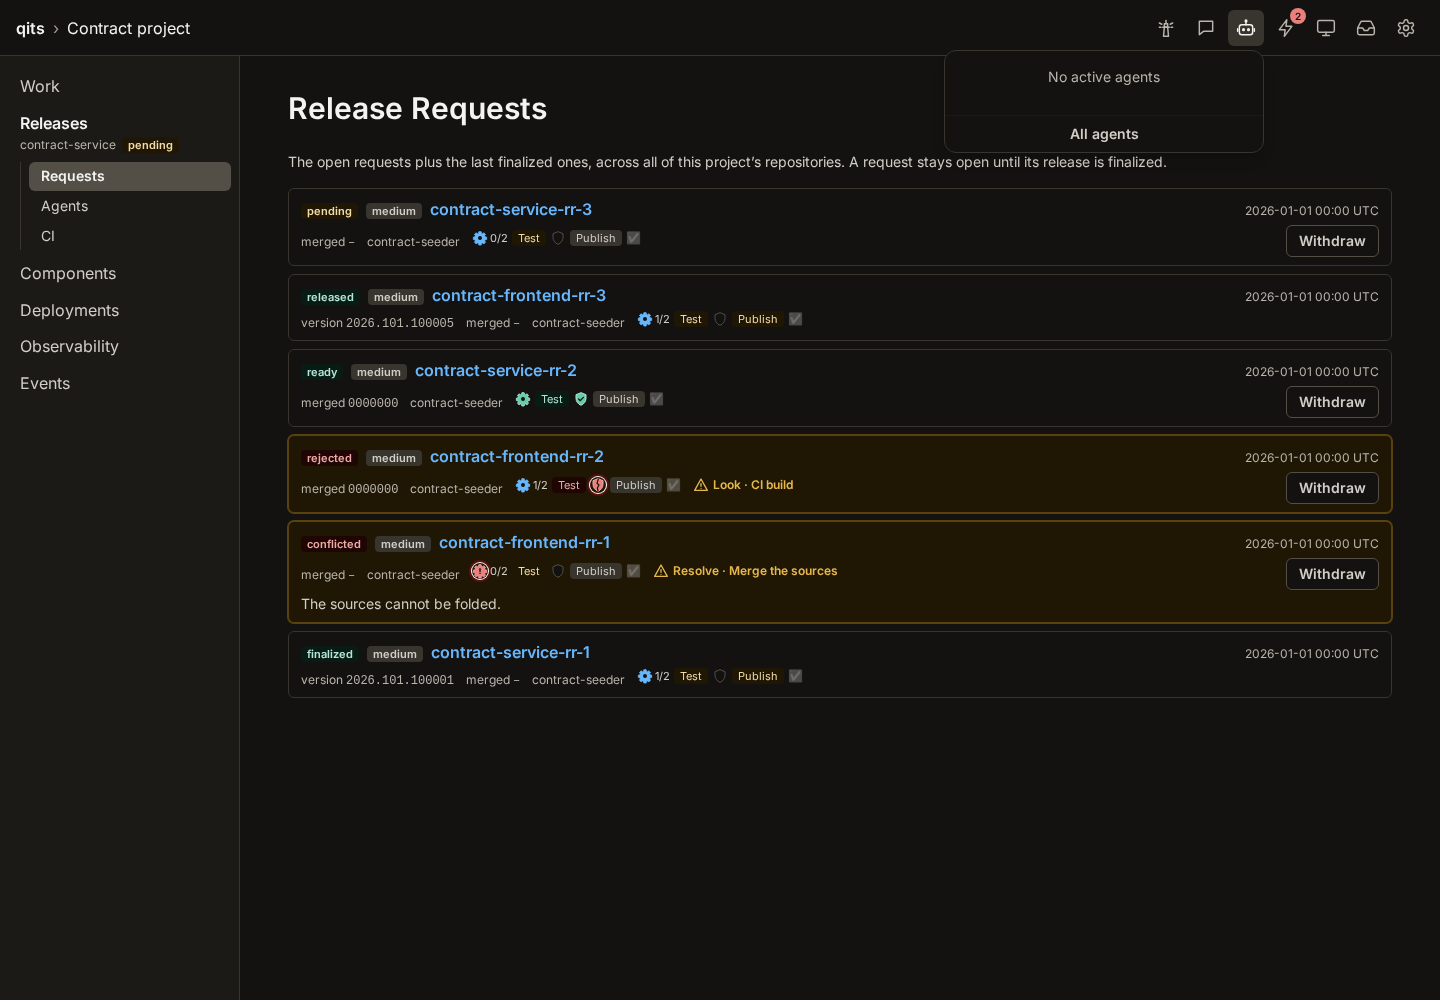 qits › Contract project
2
No active agents
All agents
Work
Releases
contract-service pending
Requests
Agents
CI
Components
Deployments
Observability
Events
Release Requests
The open requests plus the last finalized ones, across all of this project’s repositories. A request stays open until its release is finalized.
pending medium contract-service-rr-3 2026-01-01 00:00 UTC
merged – contract-seeder 0/2 Test Publish Withdraw
released medium contract-frontend-rr-3 2026-01-01 00:00 UTC
version 2026.101.100005 merged – contract-seeder 1/2 Test Publish
ready medium contract-service-rr-2 2026-01-01 00:00 UTC
merged 0000000 contract-seeder Test Publish Withdraw
rejected medium contract-frontend-rr-2 2026-01-01 00:00 UTC
merged 0000000 contract-seeder 1/2 Test Publish Look · CI build Withdraw
conflicted medium contract-frontend-rr-1 2026-01-01 00:00 UTC
merged – contract-seeder 0/2 Test Publish Resolve · Merge the sources Withdraw
The sources cannot be folded.
finalized medium contract-service-rr-1 2026-01-01 00:00 UTC
version 2026.101.100001 merged – contract-seeder 1/2 Test Publish